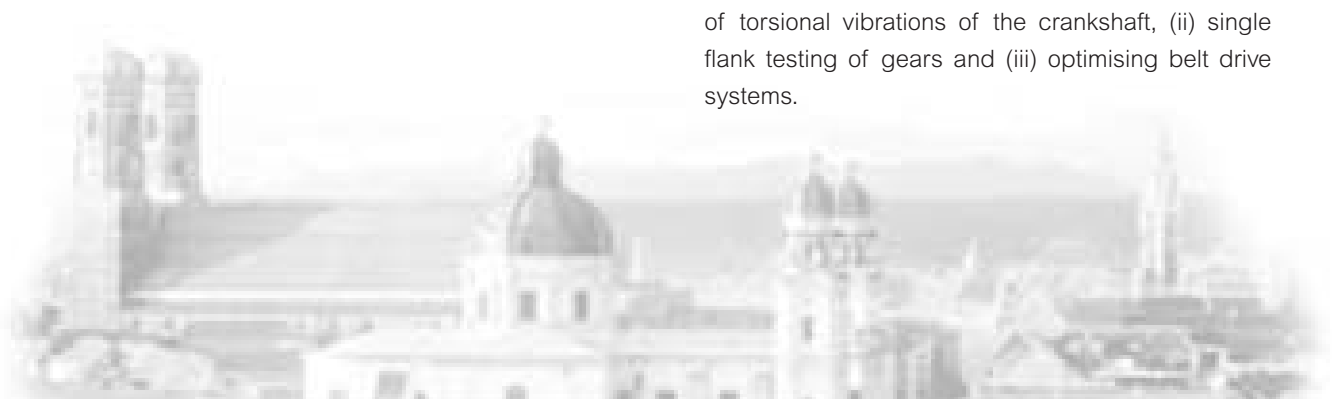 of torsional vibrations of the crankshaft, (ii) single
flank testing of gears and (iii) optimising belt drive
systems.